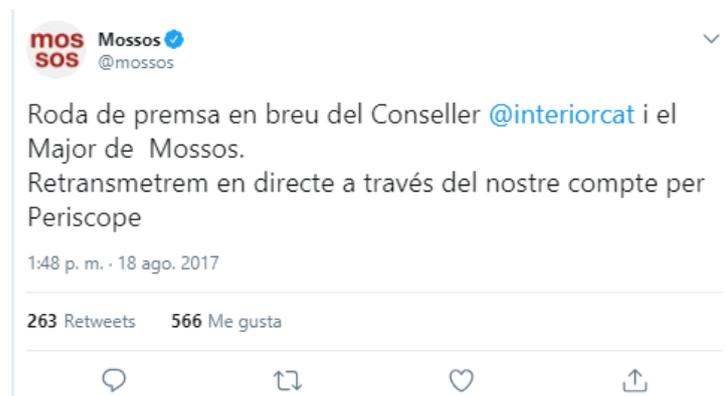 mos
sos
Mossos
@mossos
Roda de premsa en breu del Conseller @interiorcat i el
Major de  Mossos.
Retransmetrem en directe a través del nostre compte per
Periscope
1:48 p. m. · 18 ago. 2017
263 Retweets 566 Me gusta